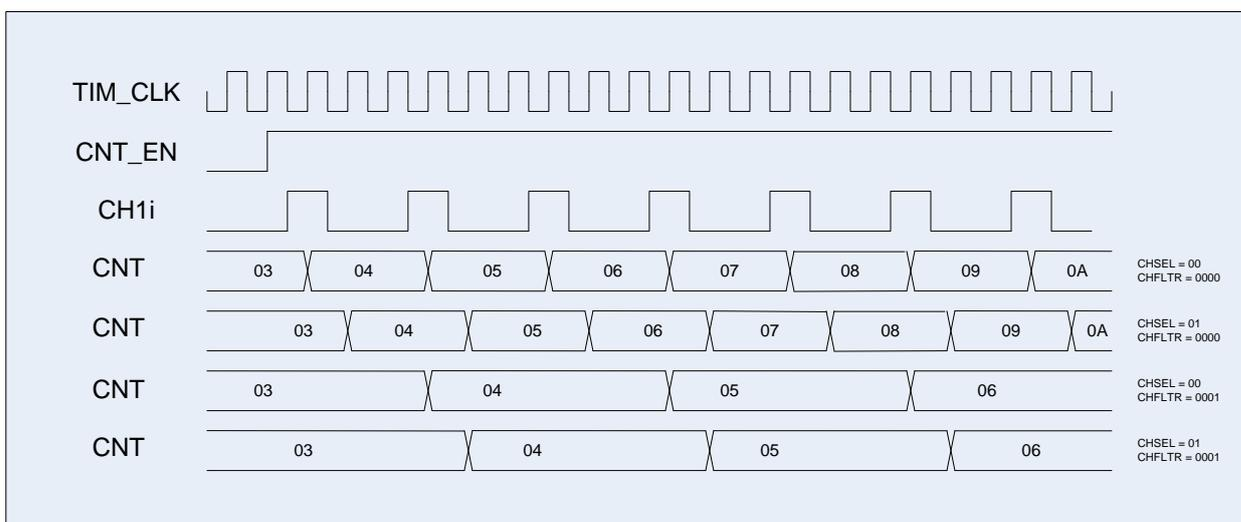 TIM_CLK
CNT_EN
CH1i
CNT 03 04 05 06 07 08 09 0A CHSEL = 00
CHFLTR = 0000
CNT 03 04 05 06 07 08 09 0A CHSEL = 01
CHFLTR = 0000
CNT 03 04 05 06 CHSEL = 00
CHFLTR = 0001
CNT 03 04 05 06 CHSEL = 01
CHFLTR = 0001